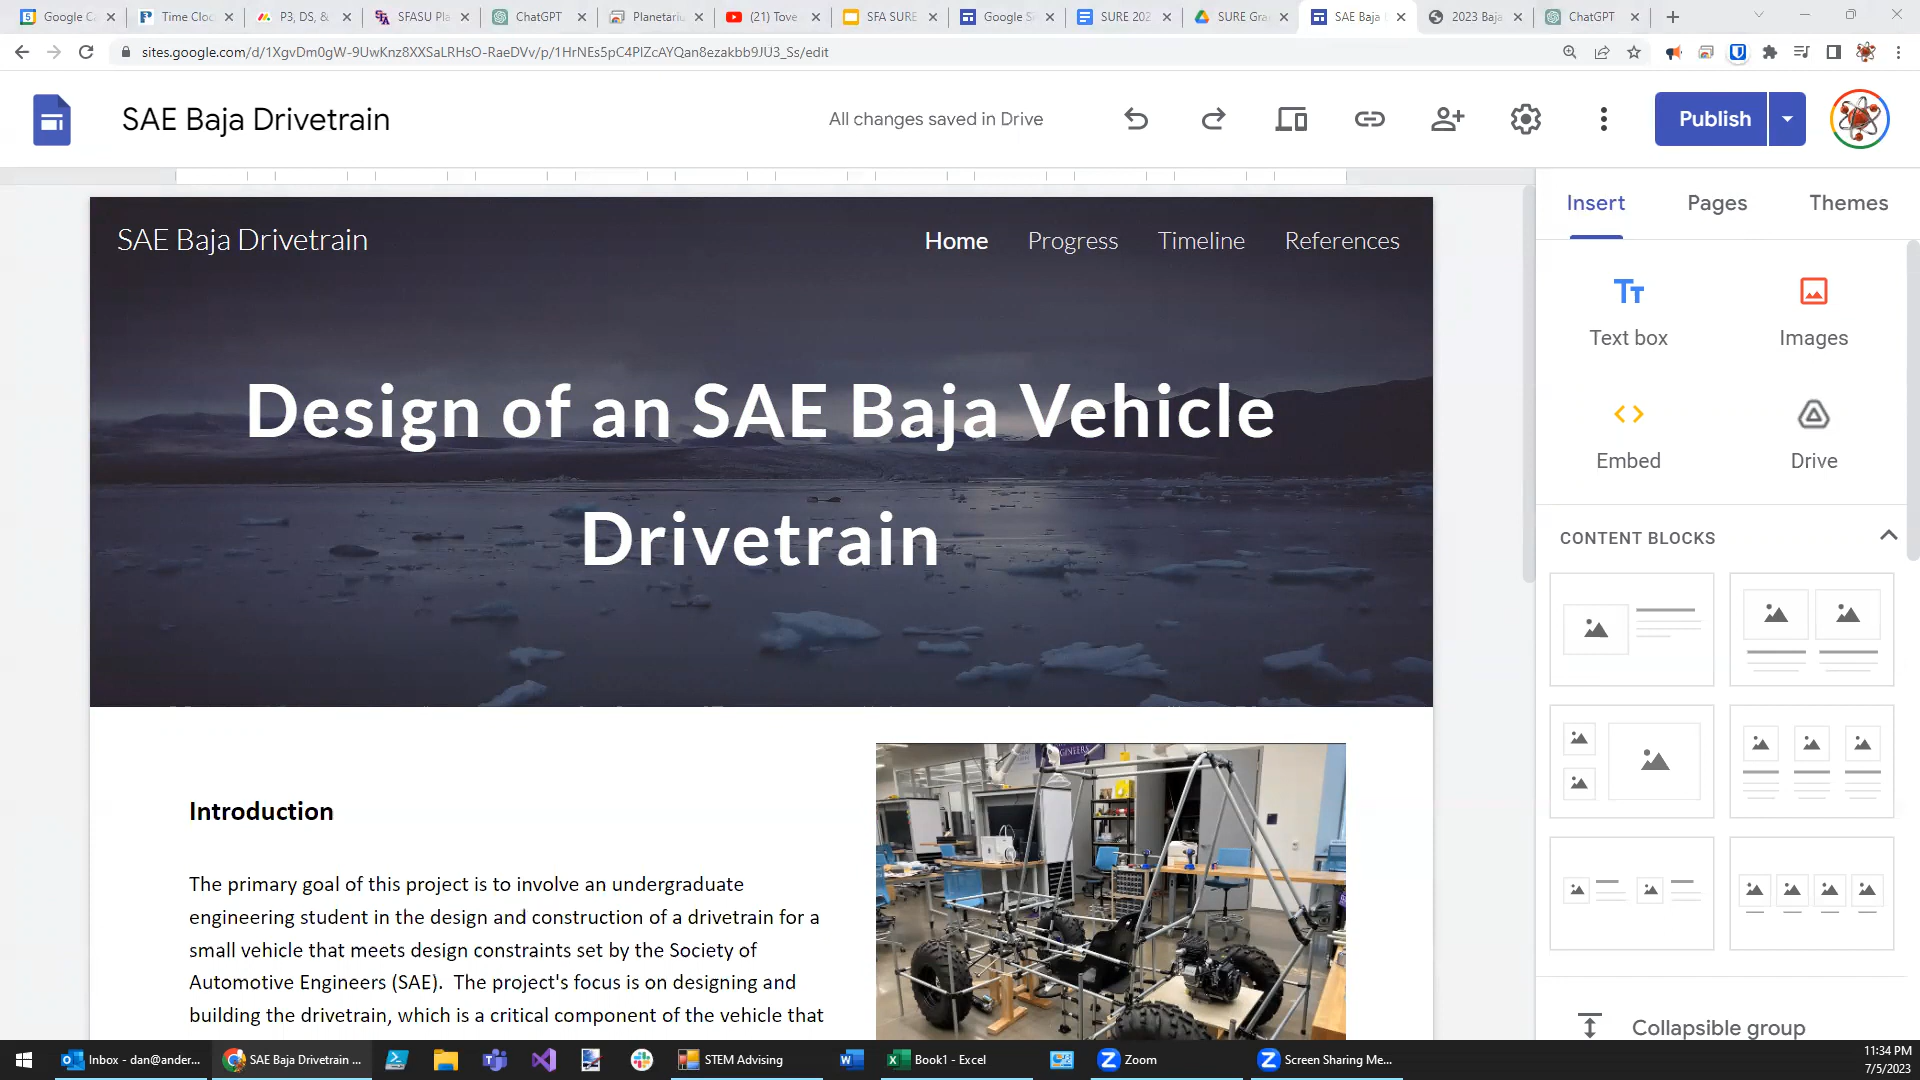 Google Ca
Time Cloc
P3, DS, &
SFASU Pla
ChatGPT
Planetariu
(21) Tove
SFA SURE
Google S
SURE 202
SURE Gra
SAE Baja
2023 Baja
ChatGPT
sites.google.com/d/1XgvDm0gW-9UwKnz8XXSaLRHsO-RaeDVv/p/1HrNEs5pC4PlZcAYQan8ezakbb9JU3_Ss/edit
SAE Baja Drivetrain
All changes saved in Drive
Publish
Insert
Pages
Themes
SAE Baja Drivetrain
Home
Progress
Timeline
References
Text box
Images
Embed
Drive
CONTENT BLOCKS
Design of an SAE Baja Vehicle
Drivetrain
Introduction
The primary goal of this project is to involve an undergraduate
engineering student in the design and construction of a drivetrain for a
small vehicle that meets design constraints set by the Society of
Automotive Engineers (SAE).  The project's focus is on designing and
building the drivetrain, which is a critical component of the vehicle that
Collapsible group
Inbox - dan@ander...
SAE Baja Drivetrain ...
STEM Advising
Book1 - Excel
Zoom
Screen Sharing Me...
11:34 PM
7/5/2023